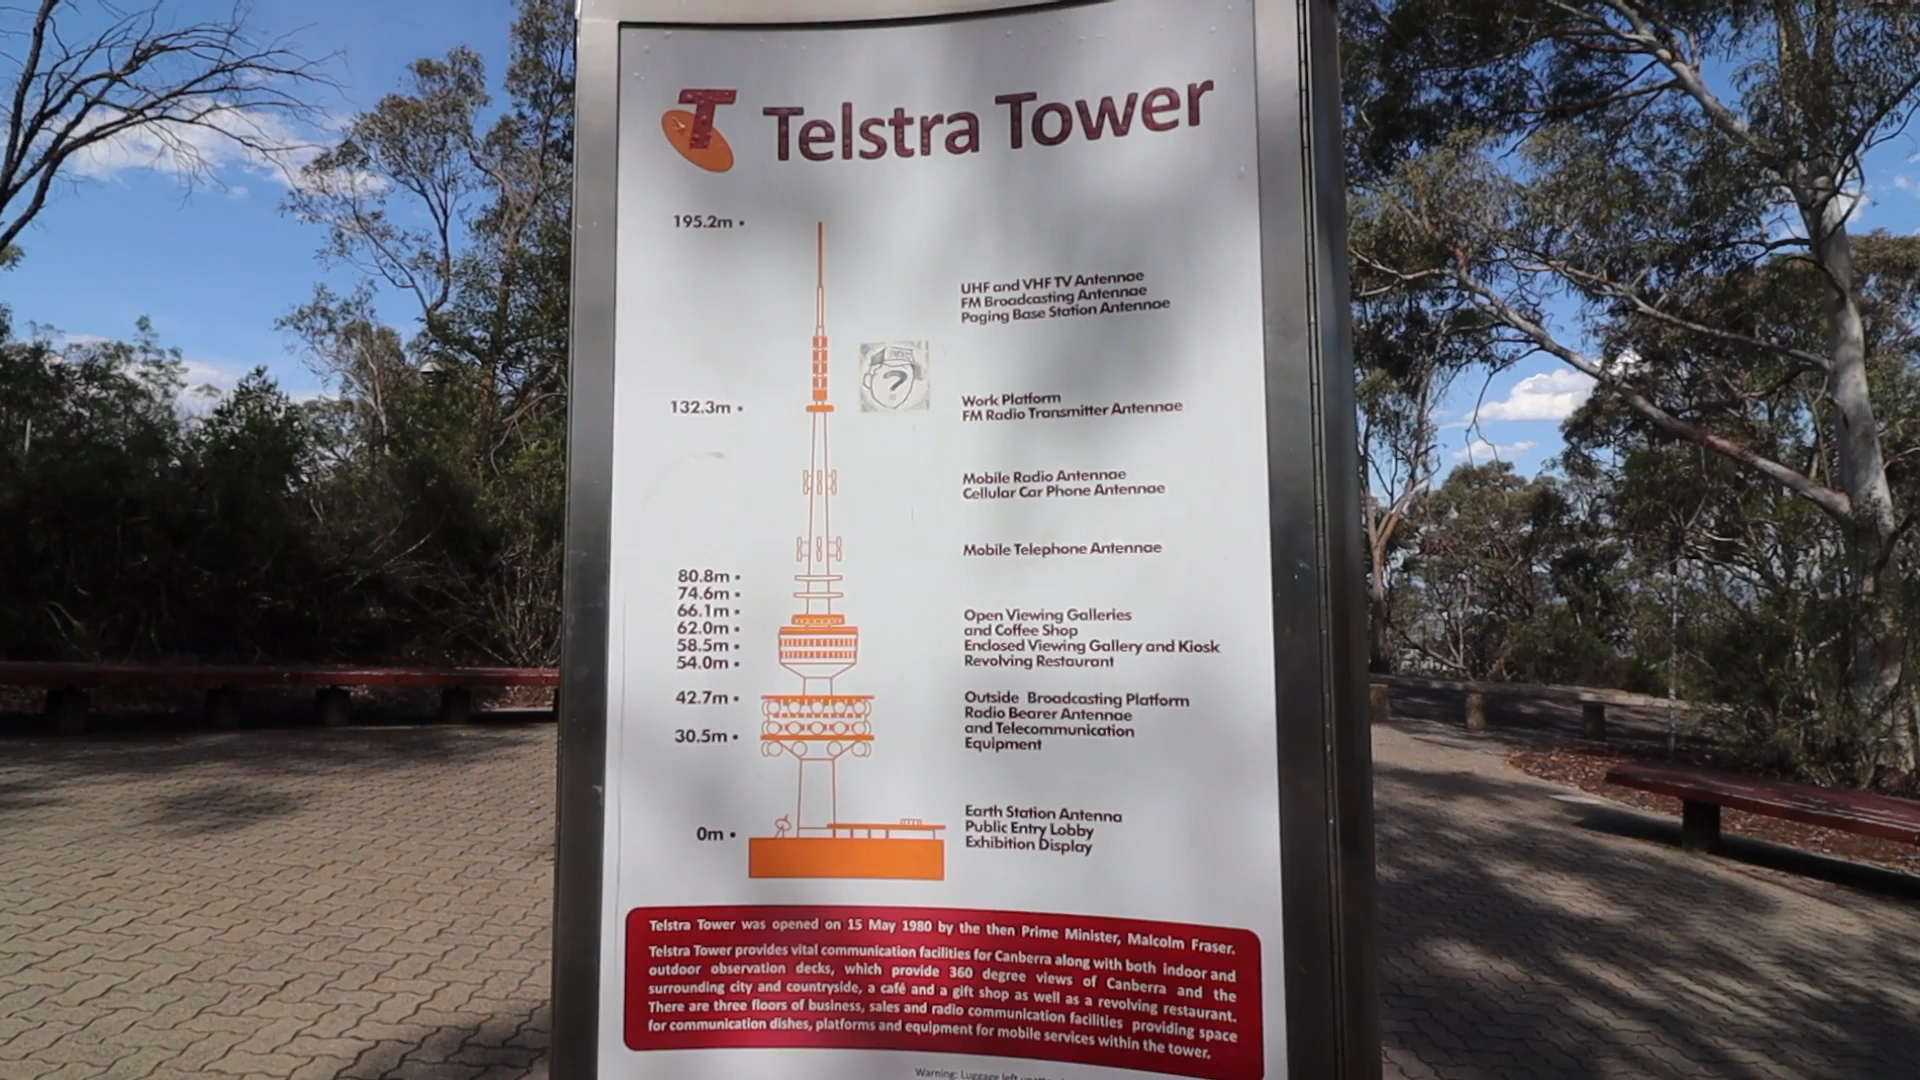 T Telstra Tower
195.2m •
UHF and VHF TV Antennae
FM Broadcasting Antennae
Paging Base Station Antennae
?
132.3m •
Work Platform
FM Radio Transmitter Antennae
Mobile Radio Antennae
Cellular Car Phone Antennae
Mobile Telephone Antennae
80.8m •
74.6m •
66.1m •
62.0m •
58.5m •
54.0m •
Open Viewing Galleries
and Coffee Shop
Enclosed Viewing Gallery and Kiosk
Revolving Restaurant
42.7m •
30.5m •
Outside Broadcasting Platform
Radio Bearer Antennae
and Telecommunication
Equipment
0m •
Earth Station Antenna
Public Entry Lobby
Exhibition Display
Telstra Tower was opened on 15 May 1980 by the then Prime Minister, Malcolm Fraser.
Telstra Tower provides vital communication facilities for Canberra along with both indoor and
outdoor observation decks, which provide 360 degree views of Canberra and the
surrounding city and countryside, a café and a gift shop as well as a revolving restaurant.
There are three floors of business, sales and radio communication facilities providing space
for communication dishes, platforms and equipment for mobile services within the tower.
Warning: Luggage left